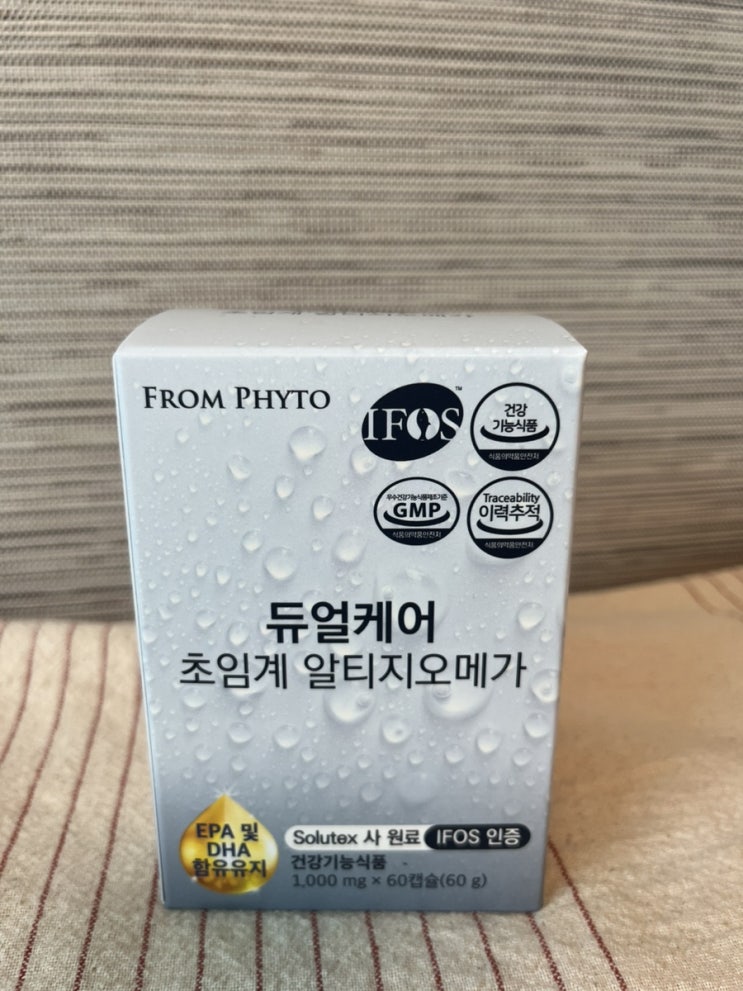 FROM PHYTO
IFOS™
건강
기능식품
식품의약품안전처
우수건강기능식품제조기준
GMP
식품의약품안전처
Traceability
이력추적
식품의약품안전처
듀얼케어
초임계 알티지오메가
EPA 및
DHA
함유유지
Solutex 사 원료 IFOS 인증
건강기능식품
1,000 mg × 60캡슐(60 g)